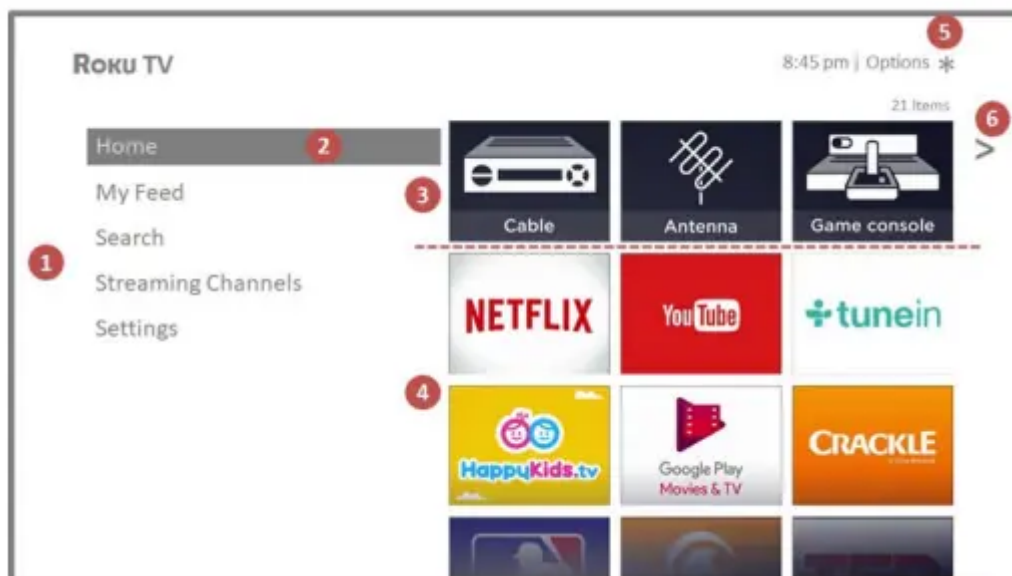 5
ROKU TV
8:45 pm | Options *
21 Items
6
>
Home
2
My Feed
3
Search
1
Streaming Channels
Settings
Cable
Antenna
Game console
NETFLIX
YouTube
tunein
4
HappyKids.tv
Google Play
Movies & TV
CRACKLE